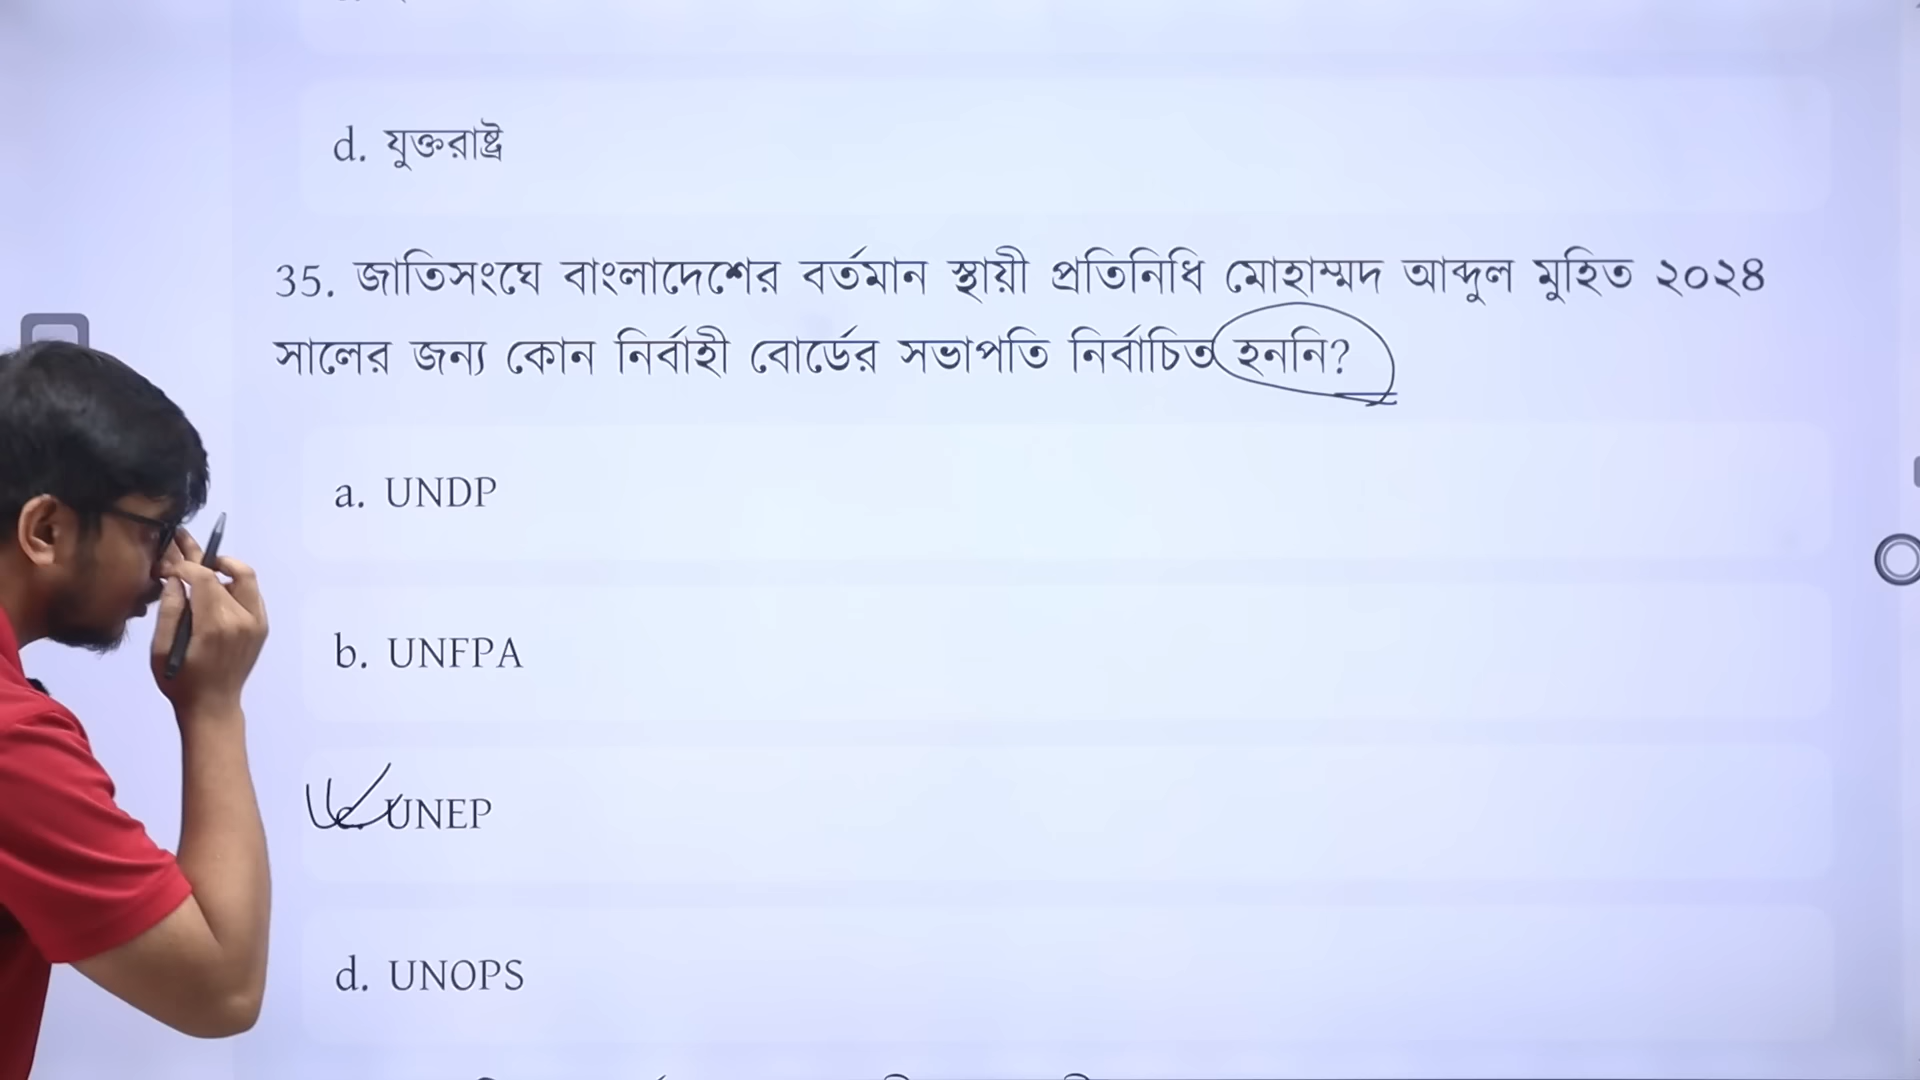 d. যুক্তরাষ্ট্র
35. জাতিসংঘে বাংলাদেশের বর্তমান স্থায়ী প্রতিনিধি মোহাম্মদ আব্দুল মুহিত ২০২৪
সালের জন্য কোন নির্বাহী বোর্ডের সভাপতি নির্বাচিত হননি?
a. UNDP
b. UNFPA
c. UNEP
d. UNOPS